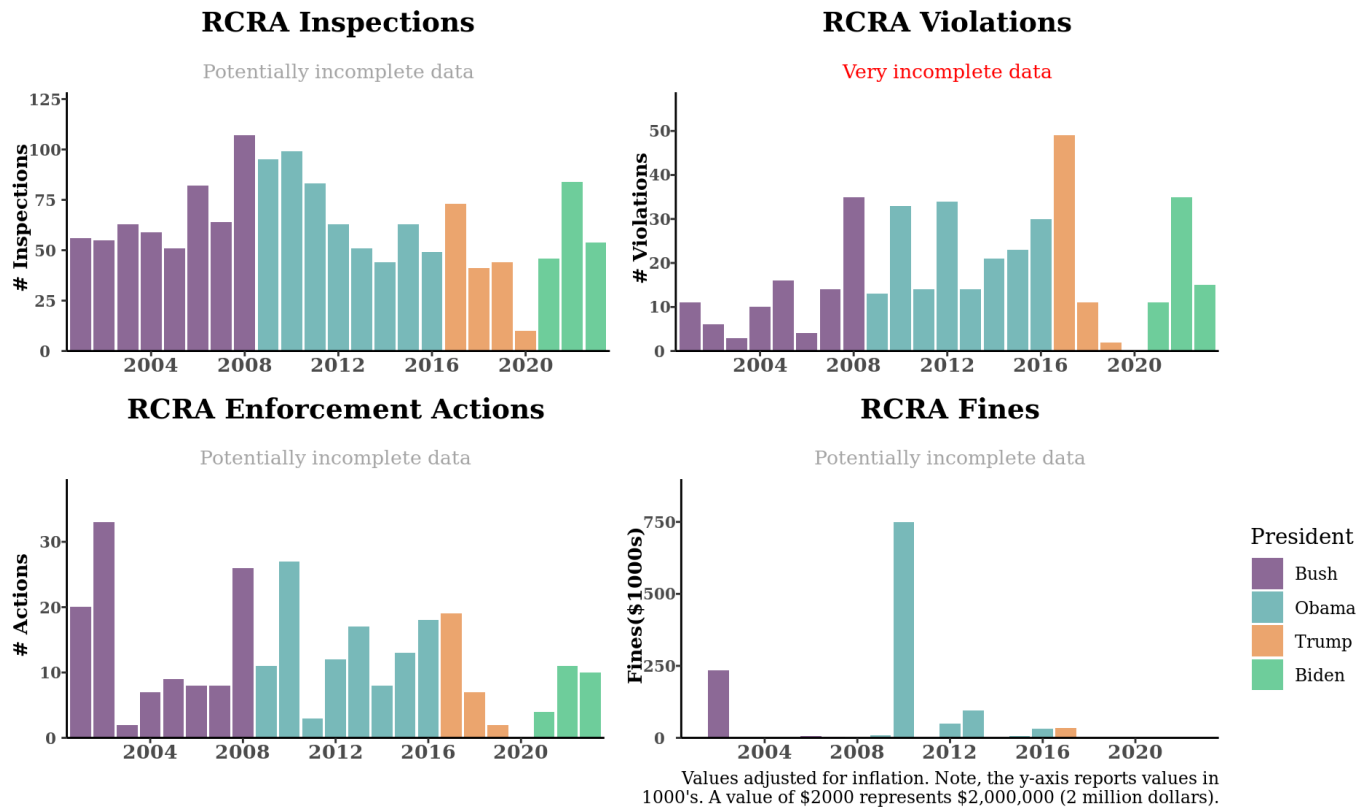 RCRA Inspections
Potentially incomplete data
# Inspections
125
100
75
50
25
0
2004 2008 2012 2016 2020
RCRA Violations
Very incomplete data
# Violations
50
40
30
20
10
0
2004 2008 2012 2016 2020
RCRA Enforcement Actions
Potentially incomplete data
# Actions
30
20
10
0
2004 2008 2012 2016 2020
RCRA Fines
Potentially incomplete data
Fines($1000s)
750
500
250
0
2004 2008 2012 2016 2020
Values adjusted for inflation. Note, the y-axis reports values in
1000's. A value of $2000 represents $2,000,000 (2 million dollars).
President
Bush
Obama
Trump
Biden